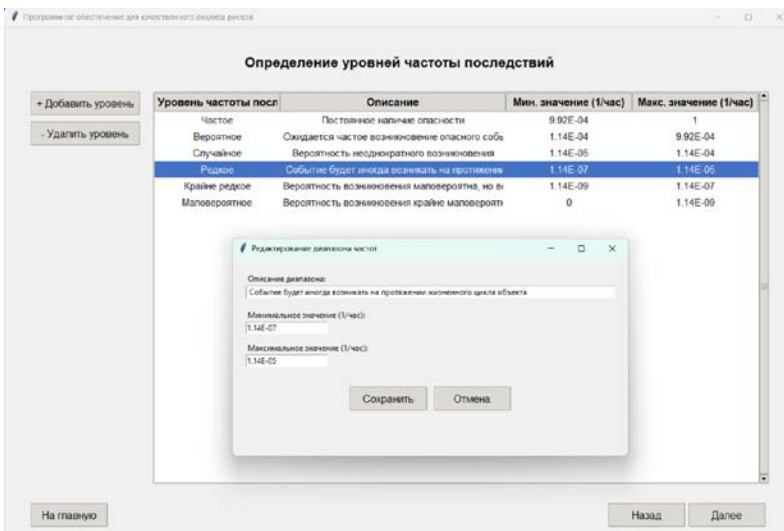 Программное обеспечение для качественного анализа рисков
Определение уровней частоты последствий
+ Добавить уровень
- Удалить уровень
Уровень частоты посл Описание Мин. значение (1/час) Макс. значение (1/час)
Частое Постоянное наличие опасности 9.92E-04 1
Вероятное Ожидается частое возникновение опасного собы 1.14E-04 9.92E-04
Случайное Вероятность неоднократного возникновения 1.14E-05 1.14E-04
Редкое Событие будет иногда возникать на протяжении 1.14E-07 1.14E-05
Крайне редкое Вероятность возникновения маловероятна, но во 1.14E-09 1.14E-07
Маловероятное Вероятность возникновения крайне маловероятн 0 1.14E-09
Редактирование диапазона частот
Описание диапазона:
Событие будет иногда возникать на протяжении жизненного цикла объекта
Минимальное значение (1/час):
1.14E-07
Максимальное значение (1/час):
1.14E-05
Сохранить Отмена
На главную Назад Далее